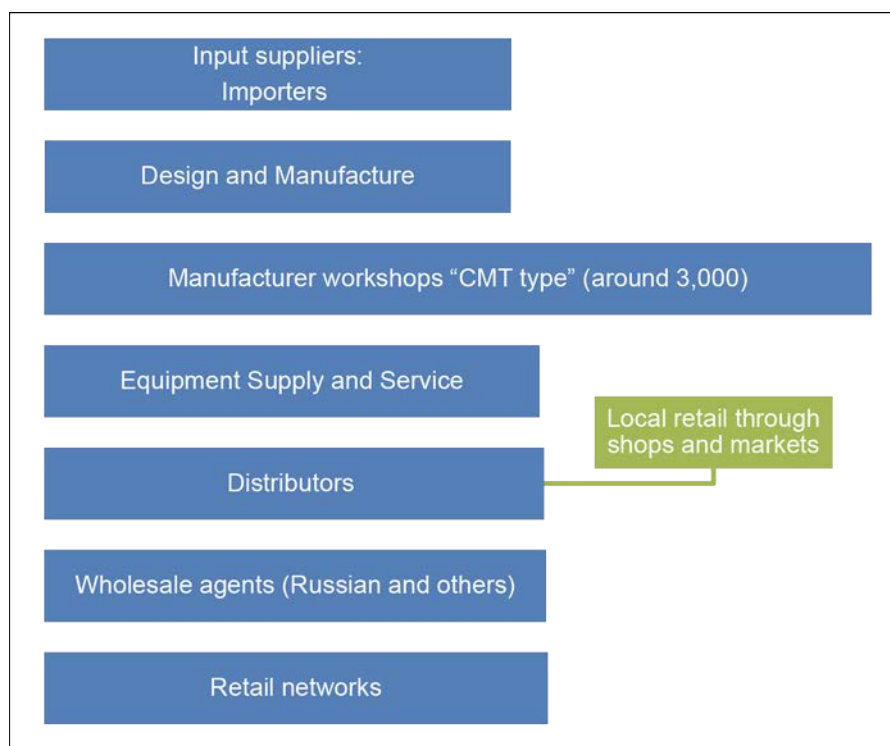 Input suppliers:
Importers
Design and Manufacture
Manufacturer workshops “CMT type” (around 3,000)
Equipment Supply and Service
Local retail through
shops and markets
Distributors
Wholesale agents (Russian and others)
Retail networks